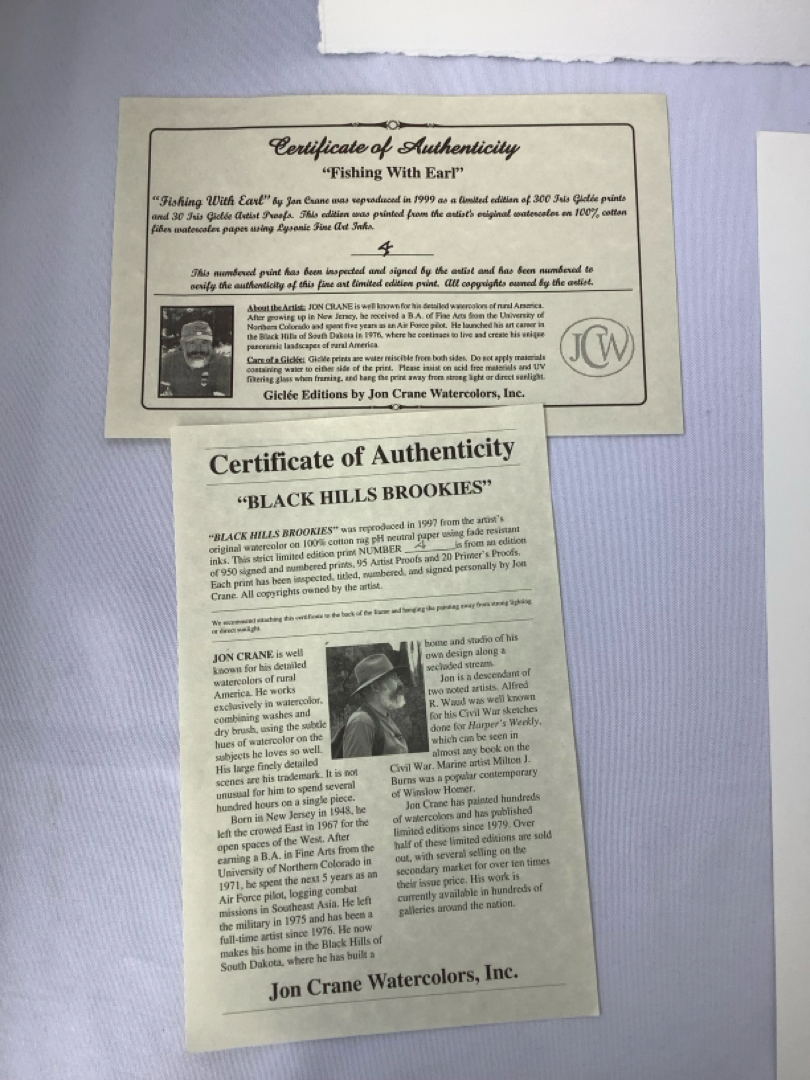 Certificate of Authenticity
“Fishing With Earl”
“Fishing With Earl” by Jon Crane was reproduced in 1999 as a limited edition of 300 Iris Giclée prints
and 30 Iris Giclée Artist Proofs. This edition was printed from the artist's original watercolor on 100% cotton
fiber watercolor paper using Lysonic Fine Art Inks.
4
This numbered print has been inspected and signed by the artist and has been numbered to
verify the authenticity of this fine art limited edition print. All copyrights owned by the artist.
About the Artist: JON CRANE is well known for his detailed watercolors of rural America.
After growing up in New Jersey, he received a B.A. of Fine Arts from the University of
Northern Colorado and spent five years as an Air Force pilot. He launched his art career in
the Black Hills of South Dakota in 1976, where he continues to live and create his unique
panoramic landscapes of rural America.
Care of a Giclée: Giclée prints are water miscible from both sides. Do not apply materials
containing water to either side of the print. Please insist on acid free materials and UV
filtering glass when framing, and hang the print away from strong light or direct sunlight.
JCW
Giclée Editions by Jon Crane Watercolors, Inc.
Certificate of Authenticity
“BLACK HILLS BROOKIES”
“BLACK HILLS BROOKIES” was reproduced in 1997 from the artist's
original watercolor on 100% cotton rag pH neutral paper using fade resistant
inks. This strict limited edition print NUMBER 4 is from an edition
of 950 signed and numbered prints, 95 Artist Proofs and 20 Printer's Proofs.
Each print has been inspected, titled, numbered, and signed personally by Jon
Crane. All copyrights owned by the artist.
We recommend attaching this certificate to the back of the frame and hanging the painting away from strong lighting
or direct sunlight.
JON CRANE is well
known for his detailed
watercolors of rural
America. He works
exclusively in watercolor,
combining washes and
dry brush, using the subtle
hues of watercolor on the
subjects he loves so well.
His large finely detailed
scenes are his trademark. It is not
unusual for him to spend several
hundred hours on a single piece.
Born in New Jersey in 1948, he
left the crowed East in 1967 for the
open spaces of the West. After
earning a B.A. in Fine Arts from the
University of Northern Colorado in
1971, he spent the next 5 years as an
Air Force pilot, logging combat
missions in Southeast Asia. He left
the military in 1975 and has been a
full-time artist since 1976. He now
makes his home in the Black Hills of
South Dakota, where he has built a
home and studio of his
own design along a
secluded stream.
Jon is a descendant of
two noted artists. Alfred
R. Waud was well known
for his Civil War sketches
done for Harper's Weekly,
which can be seen in
almost any book on the
Civil War. Marine artist Milton J.
Burns was a popular contemporary
of Winslow Homer.
Jon Crane has painted hundreds
of watercolors and has published
limited editions since 1979. Over
half of these limited editions are sold
out, with several selling on the
secondary market for over ten times
their issue price. His work is
currently available in hundreds of
galleries around the nation.
Jon Crane Watercolors, Inc.